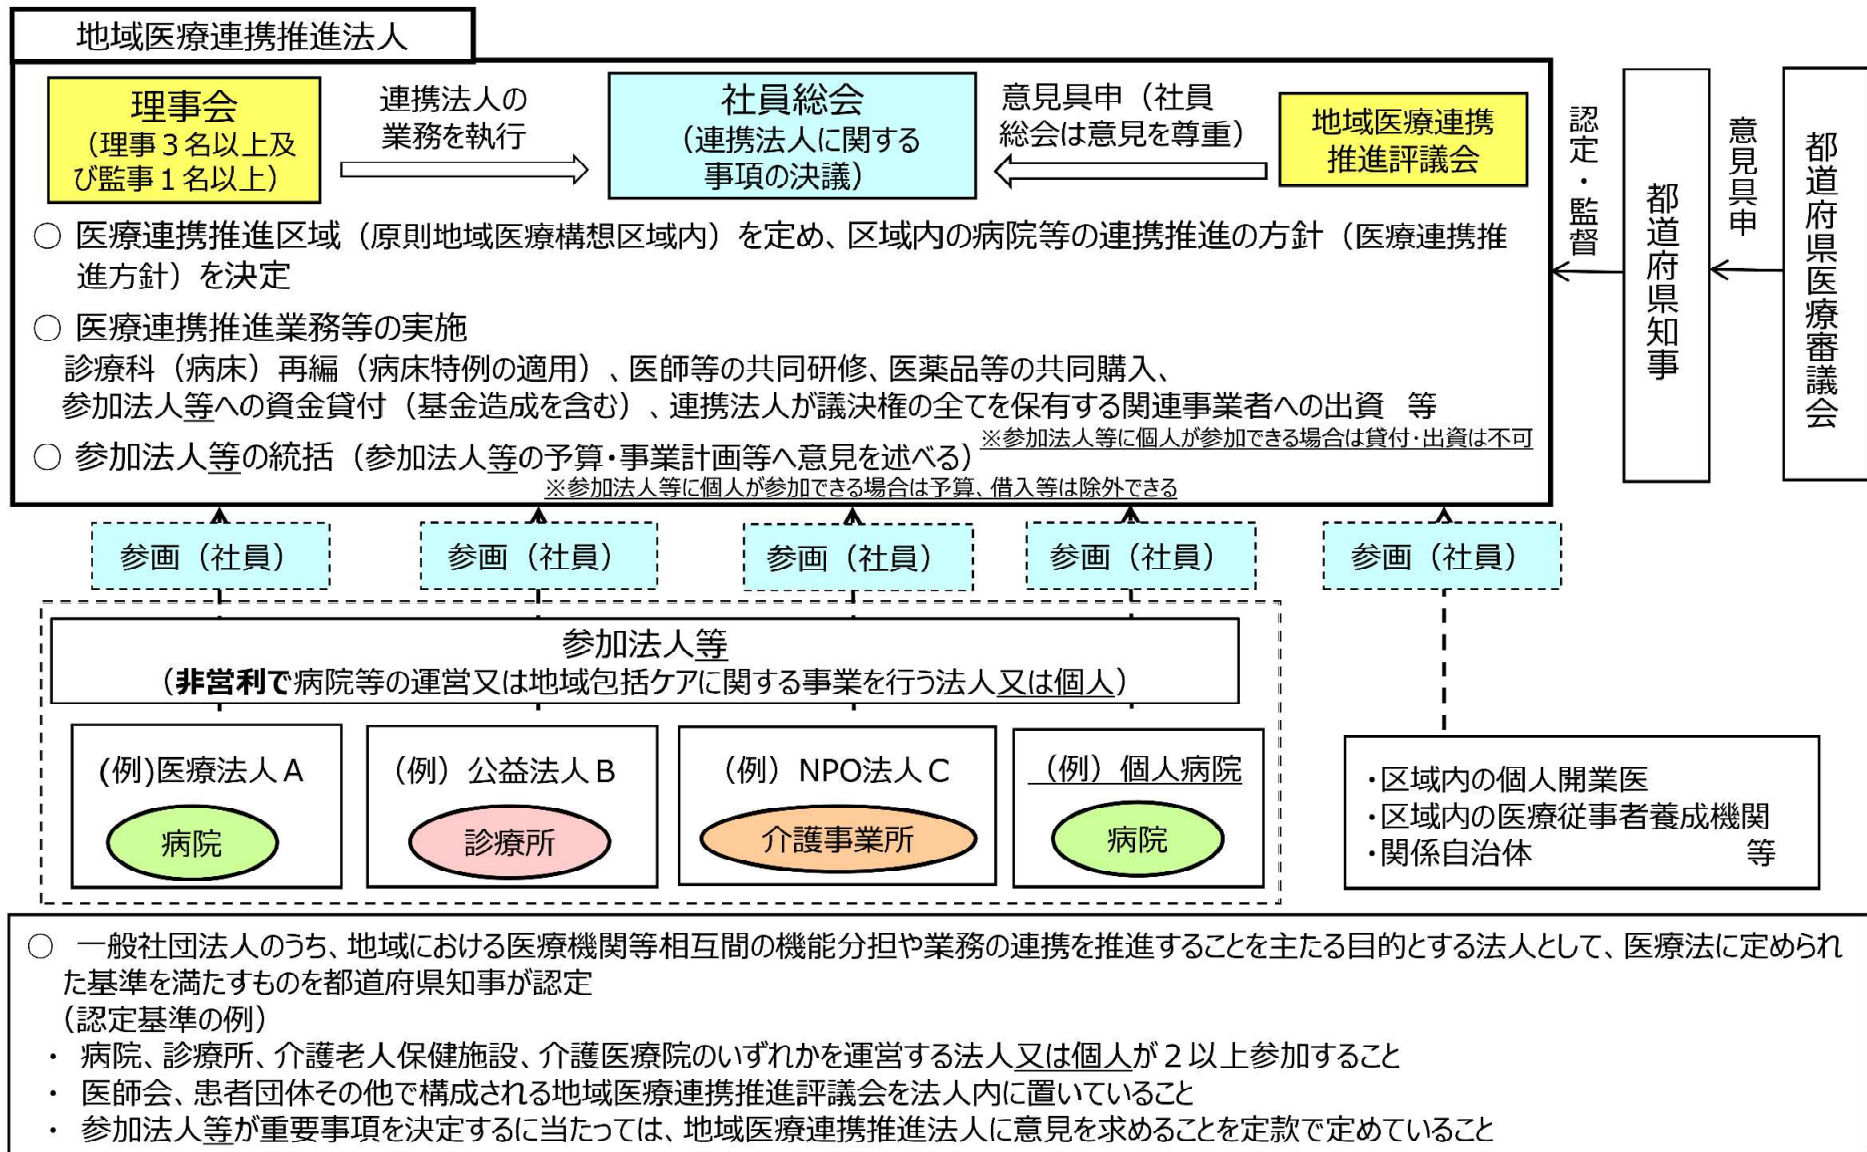 地域医療連携推進法人
理事会
（理事３名以上及
び監事１名以上）
連携法人の
業務を執行
社員総会
（連携法人に関する
事項の決議）
意見具申（社員
総会は意見を尊重）
地域医療連携
推進評議会
認定・監督
都道府県知事
意見具申
都道府県医療審議会
○ 医療連携推進区域（原則地域医療構想区域内）を定め、区域内の病院等の連携推進の方針（医療連携推
進方針）を決定
○ 医療連携推進業務等の実施
診療科（病床）再編（病床特例の適用）、医師等の共同研修、医薬品等の共同購入、
参加法人等への資金貸付（基金造成を含む）、連携法人が議決権の全てを保有する関連事業者への出資 等
※参加法人等に個人が参加できる場合は貸付・出資は不可
○ 参加法人等の統括（参加法人等の予算・事業計画等へ意見を述べる）
※参加法人等に個人が参加できる場合は予算、借入等は除外できる
参画（社員）
参画（社員）
参画（社員）
参画（社員）
参画（社員）
参加法人等
（非営利で病院等の運営又は地域包括ケアに関する事業を行う法人又は個人）
(例)医療法人Ａ
病院
（例）公益法人Ｂ
診療所
（例）NPO法人Ｃ
介護事業所
（例）個人病院
病院
・区域内の個人開業医
・区域内の医療従事者養成機関
・関係自治体 等
○ 一般社団法人のうち、地域における医療機関等相互間の機能分担や業務の連携を推進することを主たる目的とする法人として、医療法に定められ
た基準を満たすものを都道府県知事が認定
（認定基準の例）
・ 病院、診療所、介護老人保健施設、介護医療院のいずれかを運営する法人又は個人が２以上参加すること
・ 医師会、患者団体その他で構成される地域医療連携推進評議会を法人内に置いていること
・ 参加法人等が重要事項を決定するに当たっては、地域医療連携推進法人に意見を求めることを定款で定めていること